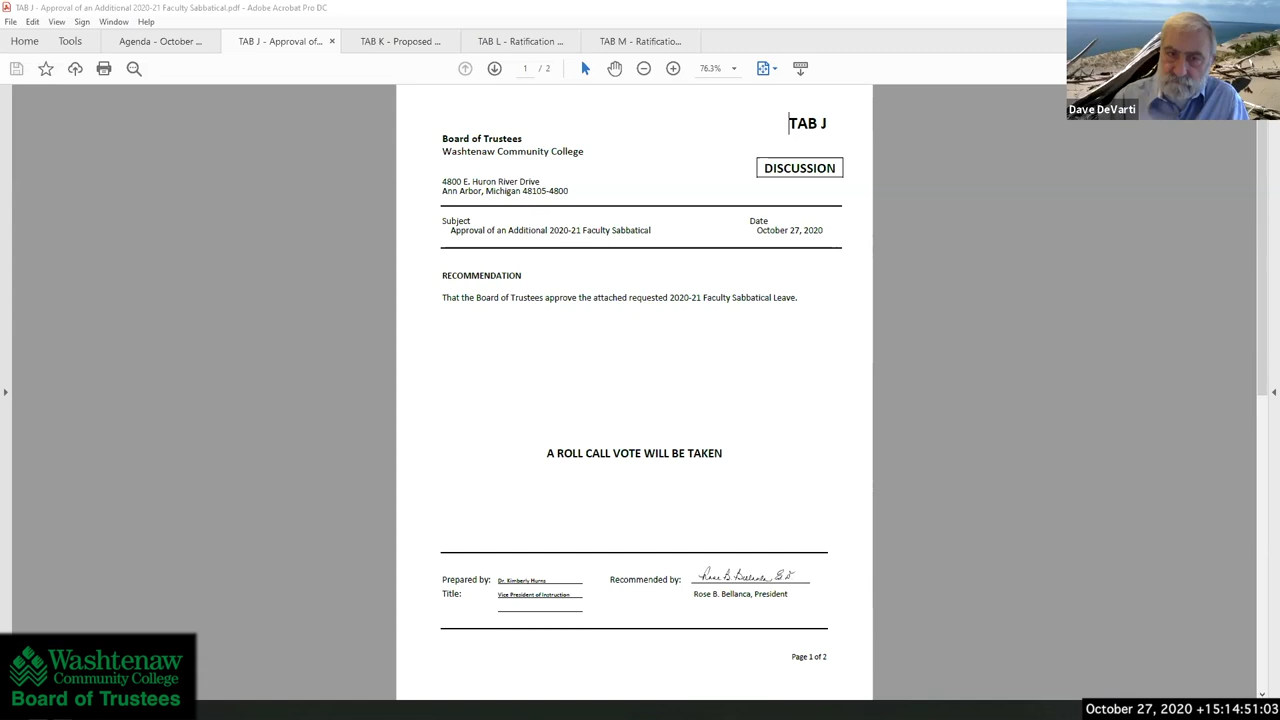 TAB J - Approval of an Additional 2020-21 Faculty Sabbatical.pdf - Adobe Acrobat Pro DC
File Edit View Sign Window Help
Home Tools Agenda - October ... TAB J - Approval of... × TAB K - Proposed ... TAB L - Ratification ... TAB M - Ratificatio...
1 / 2 76.3%
Dave DeVarti
TAB J
Board of Trustees
Washtenaw Community College
DISCUSSION
4800 E. Huron River Drive
Ann Arbor, Michigan 48105-4800
Subject Date
Approval of an Additional 2020-21 Faculty Sabbatical October 27, 2020
RECOMMENDATION
That the Board of Trustees approve the attached requested 2020-21 Faculty Sabbatical Leave.
A ROLL CALL VOTE WILL BE TAKEN
Prepared by: Dr. Kimberly Hurns Recommended by: Rose B. Bellanca, Ed D
Title: Vice President of Instruction Rose B. Bellanca, President
Page 1 of 2
Washtenaw
Community College
Board of Trustees
October 27, 2020 +15:14:51:03